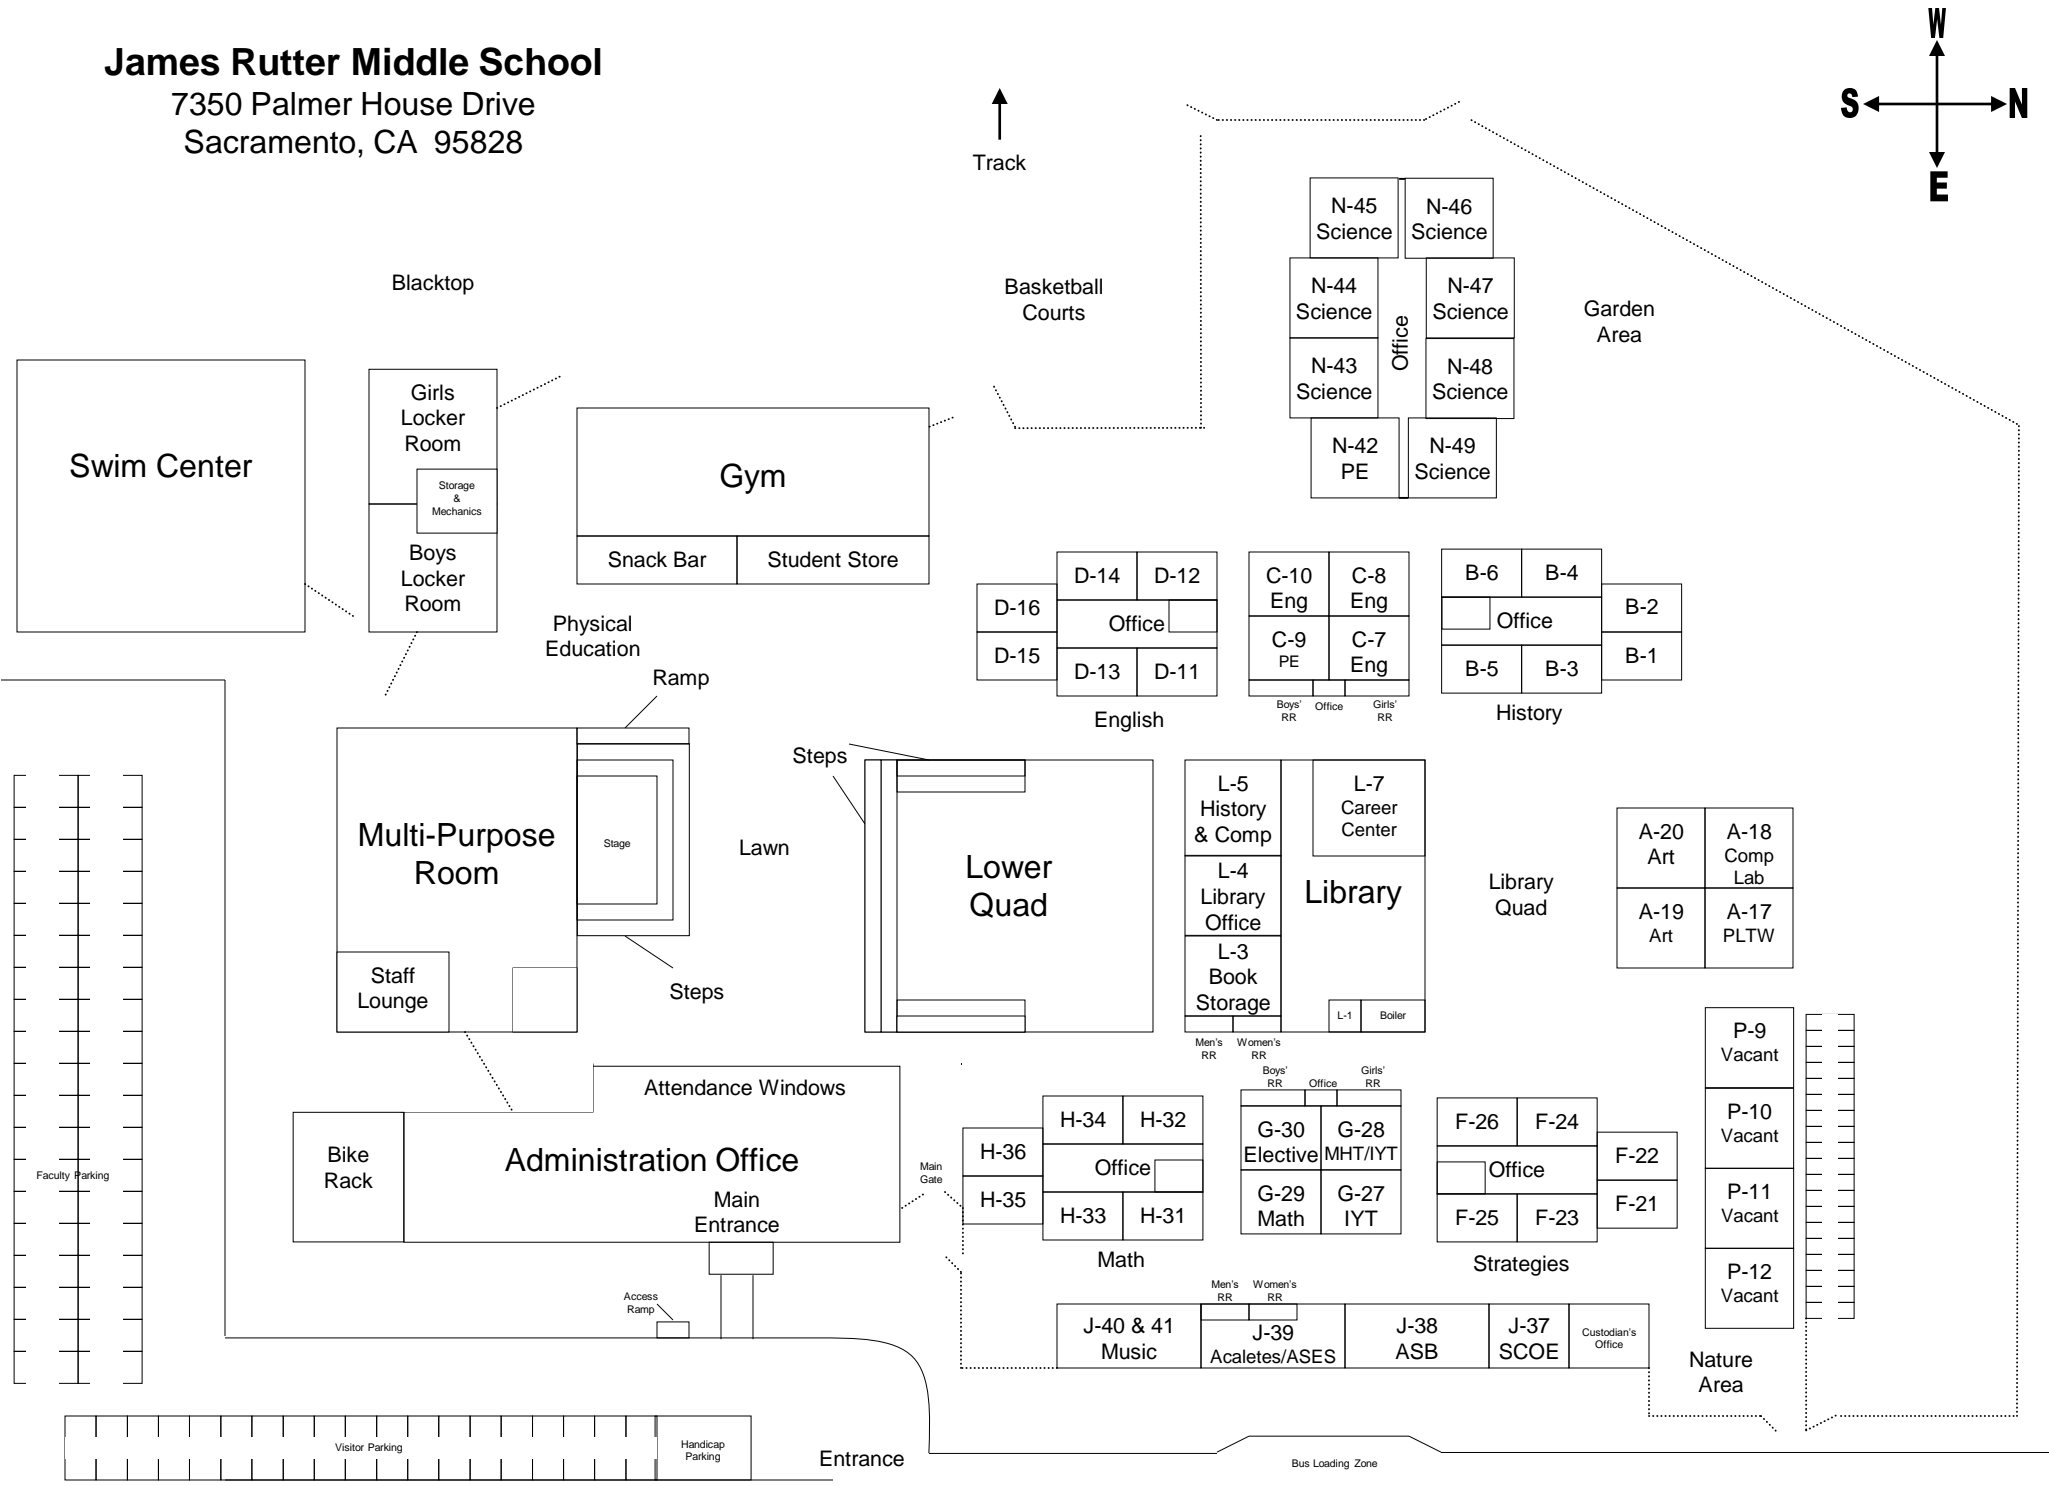 James Rutter Middle School
7350 Palmer House Drive
Sacramento, CA  95828
W
S
N
E
Track
Blacktop
Basketball
Courts
Garden
Area
N-45
Science
N-46
Science
N-44
Science
N-47
Science
Office
N-43
Science
N-48
Science
N-42
PE
N-49
Science
Swim Center
Girls
Locker
Room
Storage
&
Mechanics
Boys
Locker
Room
Gym
Snack Bar
Student Store
Physical
Education
Ramp
D-14
D-12
D-16
Office
D-15
D-13
D-11
English
C-10
Eng
C-8
Eng
C-9
PE
C-7
Eng
Boys'
RR
Office
Girls'
RR
B-6
B-4
B-2
Office
B-5
B-3
B-1
History
Multi-Purpose
Room
Stage
Lawn
Steps
Staff
Lounge
Steps
Lower
Quad
L-5
History
& Comp
L-7
Career
Center
L-4
Library
Office
Library
L-3
Book
Storage
L-1
Boiler
Men's
RR
Women's
RR
Library
Quad
A-20
Art
A-18
Comp
Lab
A-19
Art
A-17
PLTW
P-9
Vacant
P-10
Vacant
P-11
Vacant
P-12
Vacant
Faculty Parking
Bike
Rack
Attendance Windows
Administration Office
Main
Entrance
Main
Gate
Access
Ramp
H-34
H-32
H-36
Office
H-35
H-33
H-31
Math
Boys'
RR
Office
Girls'
RR
G-30
Elective
G-28
MHT/IYT
G-29
Math
G-27
IYT
F-26
F-24
F-22
Office
F-21
F-25
F-23
Strategies
Men's
RR
Women's
RR
J-40 & 41
Music
J-39
Acaletes/ASES
J-38
ASB
J-37
SCOE
Custodian's
Office
Nature
Area
Visitor Parking
Handicap
Parking
Entrance
Bus Loading Zone